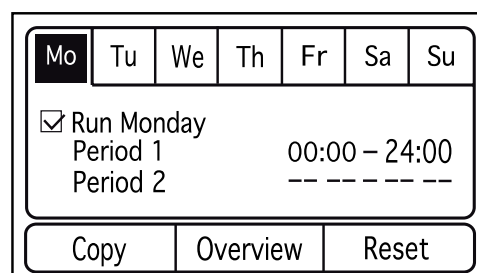 Mo Tu We Th Fr Sa Su
Run Monday
Period 1 00:00 – 24:00
Period 2 –– –– –– –– –– ––
Copy Overview Reset